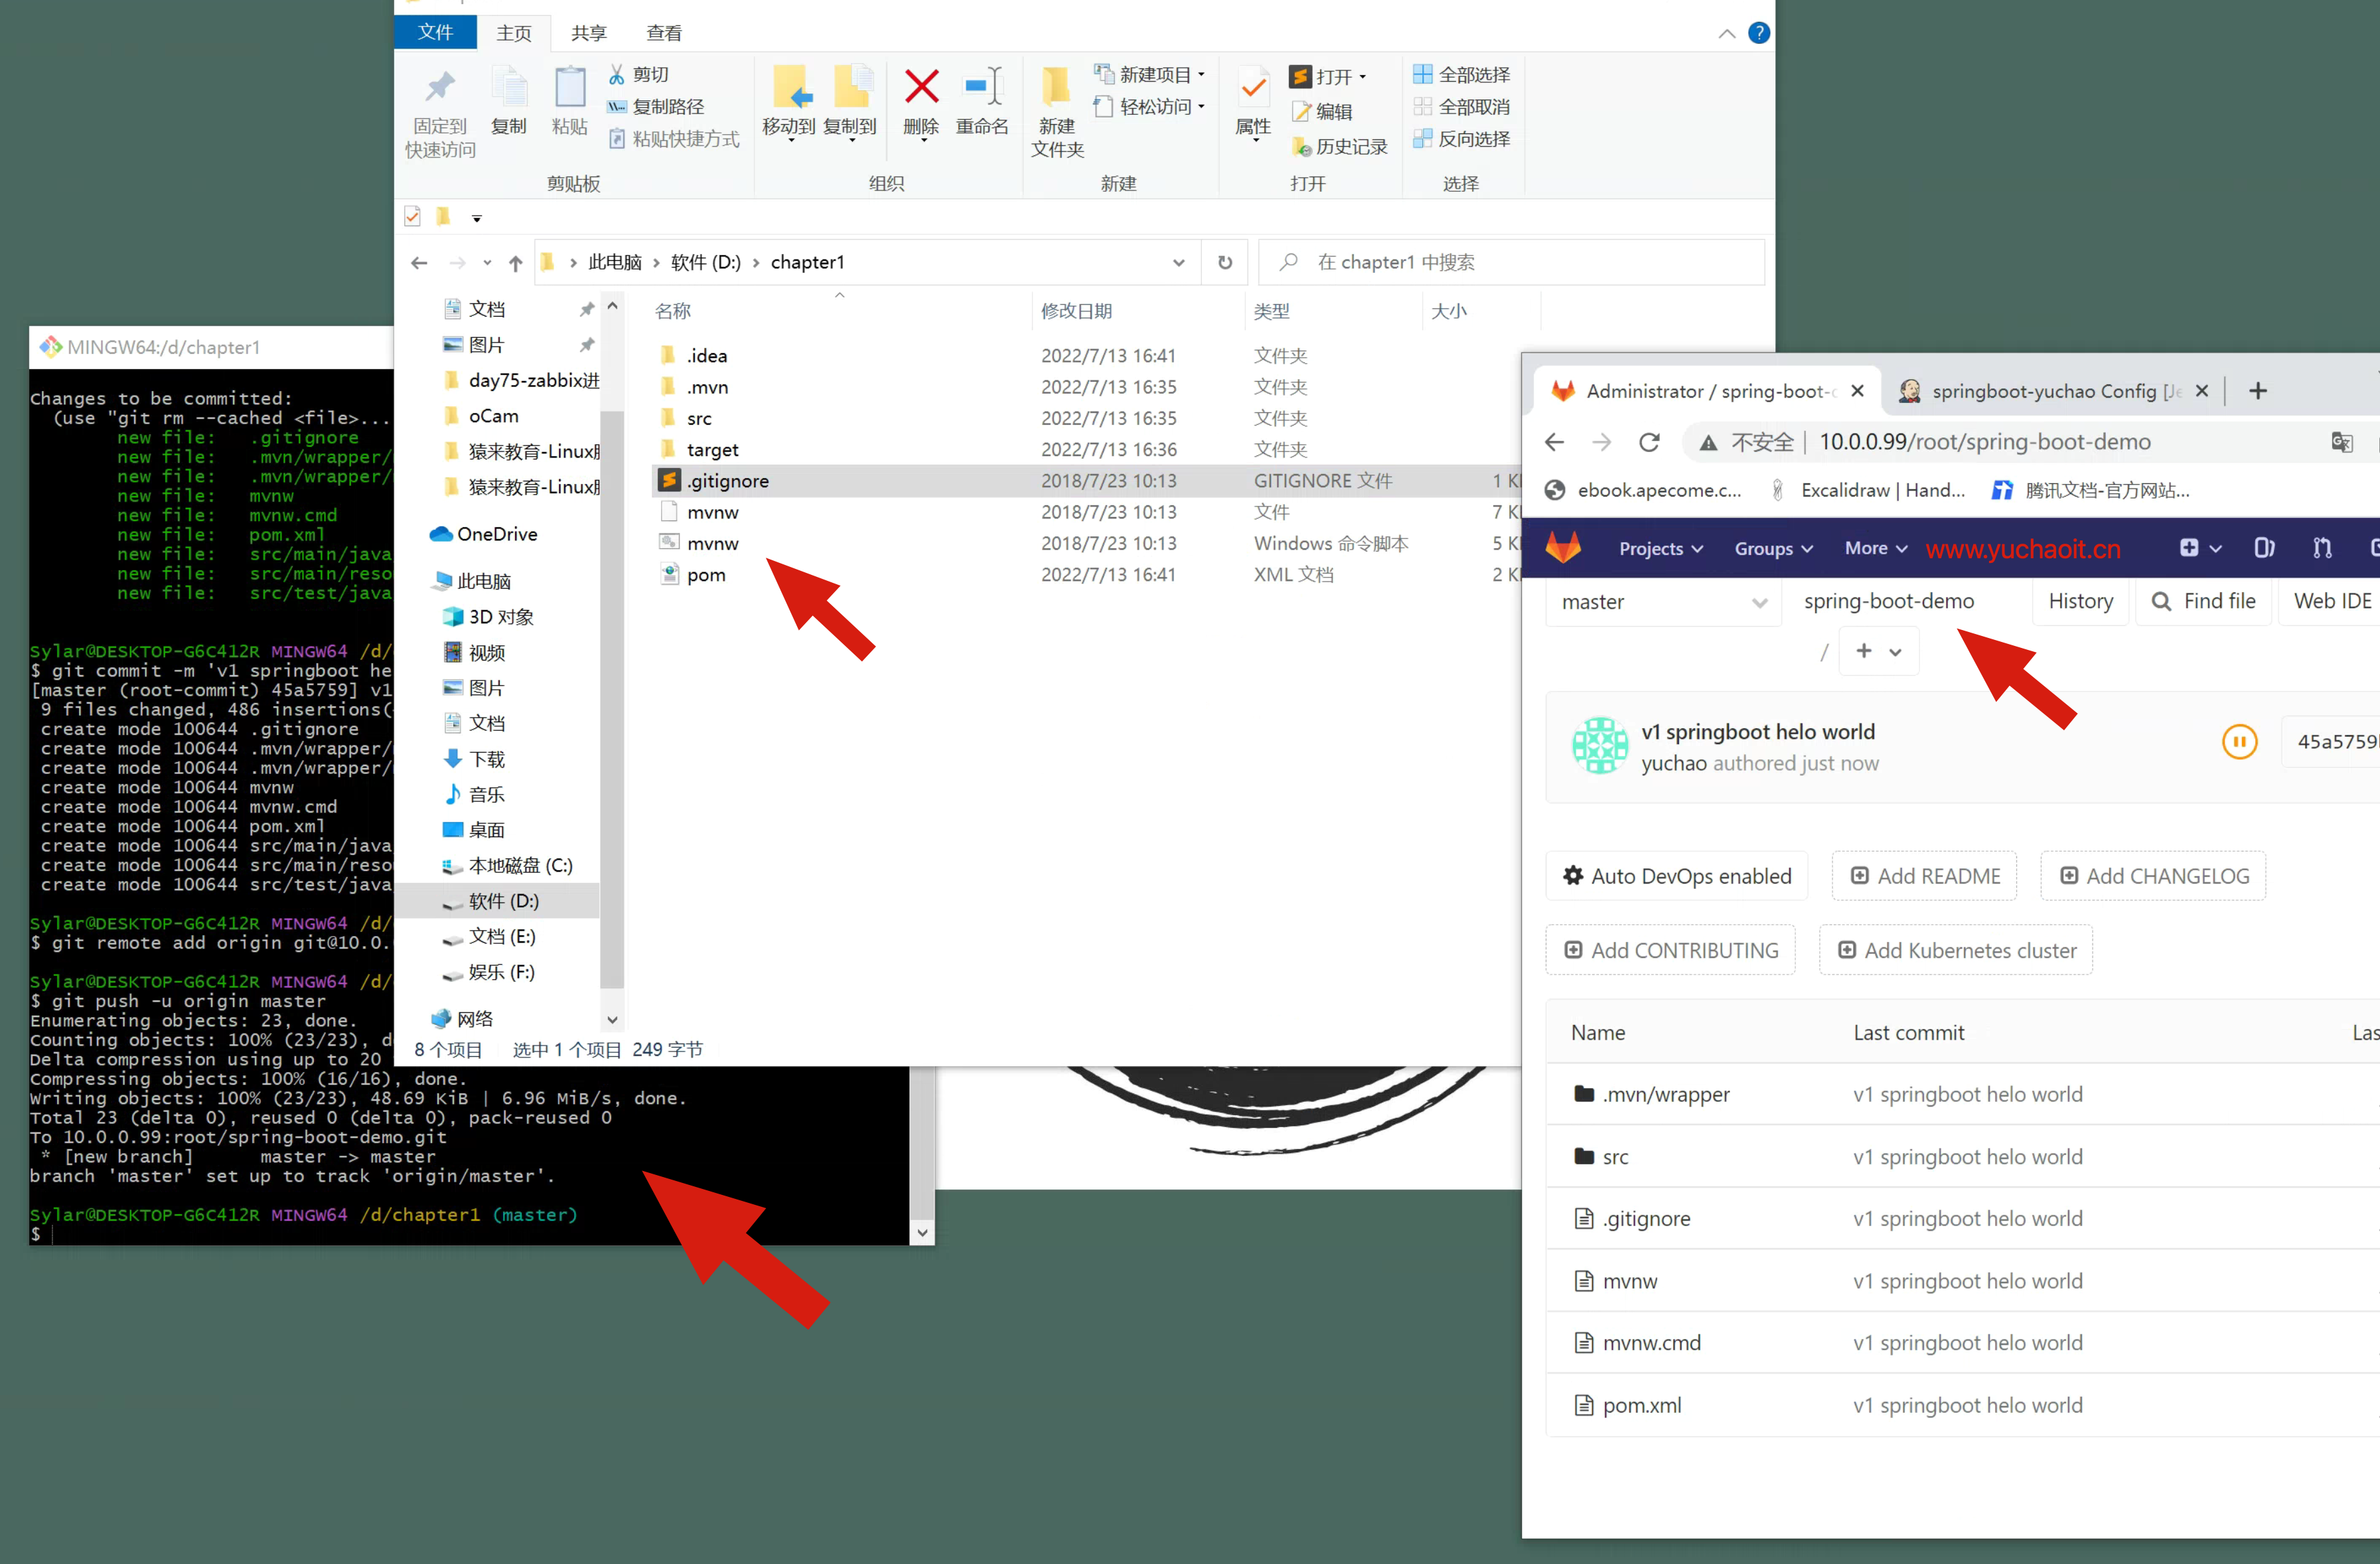 文件
主页
共享
查看
固定到
快速访问
复制
粘贴
剪切
复制路径
粘贴快捷方式
剪贴板
移动到
复制到
删除
重命名
组织
新建
文件夹
新建项目
轻松访问
新建
属性
打开
编辑
历史记录
打开
全部选择
全部取消
反向选择
选择
此电脑 > 软件 (D:) > chapter1
在 chapter1 中搜索
文档
图片
day75-zabbix进
oCam
猿来教育-Linux
猿来教育-Linux
OneDrive
此电脑
3D 对象
视频
图片
文档
下载
音乐
桌面
本地磁盘 (C:)
软件 (D:)
文档 (E:)
娱乐 (F:)
网络
名称 修改日期 类型 大小
.idea 2022/7/13 16:41 文件夹
.mvn 2022/7/13 16:35 文件夹
src 2022/7/13 16:35 文件夹
target 2022/7/13 16:36 文件夹
.gitignore 2018/7/23 10:13 GITIGNORE 文件 1
mvnw 2018/7/23 10:13 文件 7
mvnw 2018/7/23 10:13 Windows 命令脚本 5
pom 2022/7/13 16:41 XML 文档 2
8 个项目 选中 1 个项目 249 字节
MINGW64:/d/chapter1
Changes to be committed:
(use "git rm --cached <file>...
new file: .gitignore
new file: .mvn/wrapper/
new file: .mvn/wrapper/
new file: mvnw
new file: mvnw.cmd
new file: pom.xml
new file: src/main/java
new file: src/main/reso
new file: src/test/java
Sylar@DESKTOP-G6C412R MINGW64 /d/
$ git commit -m 'v1 springboot he
[master (root-commit) 45a5759] v1
9 files changed, 486 insertions(
create mode 100644 .gitignore
create mode 100644 .mvn/wrapper/
create mode 100644 .mvn/wrapper/
create mode 100644 mvnw
create mode 100644 mvnw.cmd
create mode 100644 pom.xml
create mode 100644 src/main/java
create mode 100644 src/main/reso
create mode 100644 src/test/java
Sylar@DESKTOP-G6C412R MINGW64 /d/
$ git remote add origin git@10.0.
Sylar@DESKTOP-G6C412R MINGW64 /d/
$ git push -u origin master
Enumerating objects: 23, done.
Counting objects: 100% (23/23), d
Delta compression using up to 20
Compressing objects: 100% (16/16), done.
Writing objects: 100% (23/23), 48.69 KiB | 6.96 MiB/s, done.
Total 23 (delta 0), reused 0 (delta 0), pack-reused 0
To 10.0.0.99:root/spring-boot-demo.git
* [new branch] master -> master
branch 'master' set up to track 'origin/master'.
Sylar@DESKTOP-G6C412R MINGW64 /d/chapter1 (master)
$
Administrator / spring-boot-
springboot-yuchao Config [Je
不安全 | 10.0.0.99/root/spring-boot-demo
ebook.apecome.c...
Excalidraw | Hand...
腾讯文档-官方网站...
Projects
Groups
More
www.yuchaoit.cn
master
spring-boot-demo
History
Find file
Web IDE
/ +
v1 springboot helo world
yuchao authored just now
45a5759
Auto DevOps enabled
Add README
Add CHANGELOG
Add CONTRIBUTING
Add Kubernetes cluster
Name Last commit Las
.mvn/wrapper v1 springboot helo world
src v1 springboot helo world
.gitignore v1 springboot helo world
mvnw v1 springboot helo world
mvnw.cmd v1 springboot helo world
pom.xml v1 springboot helo world